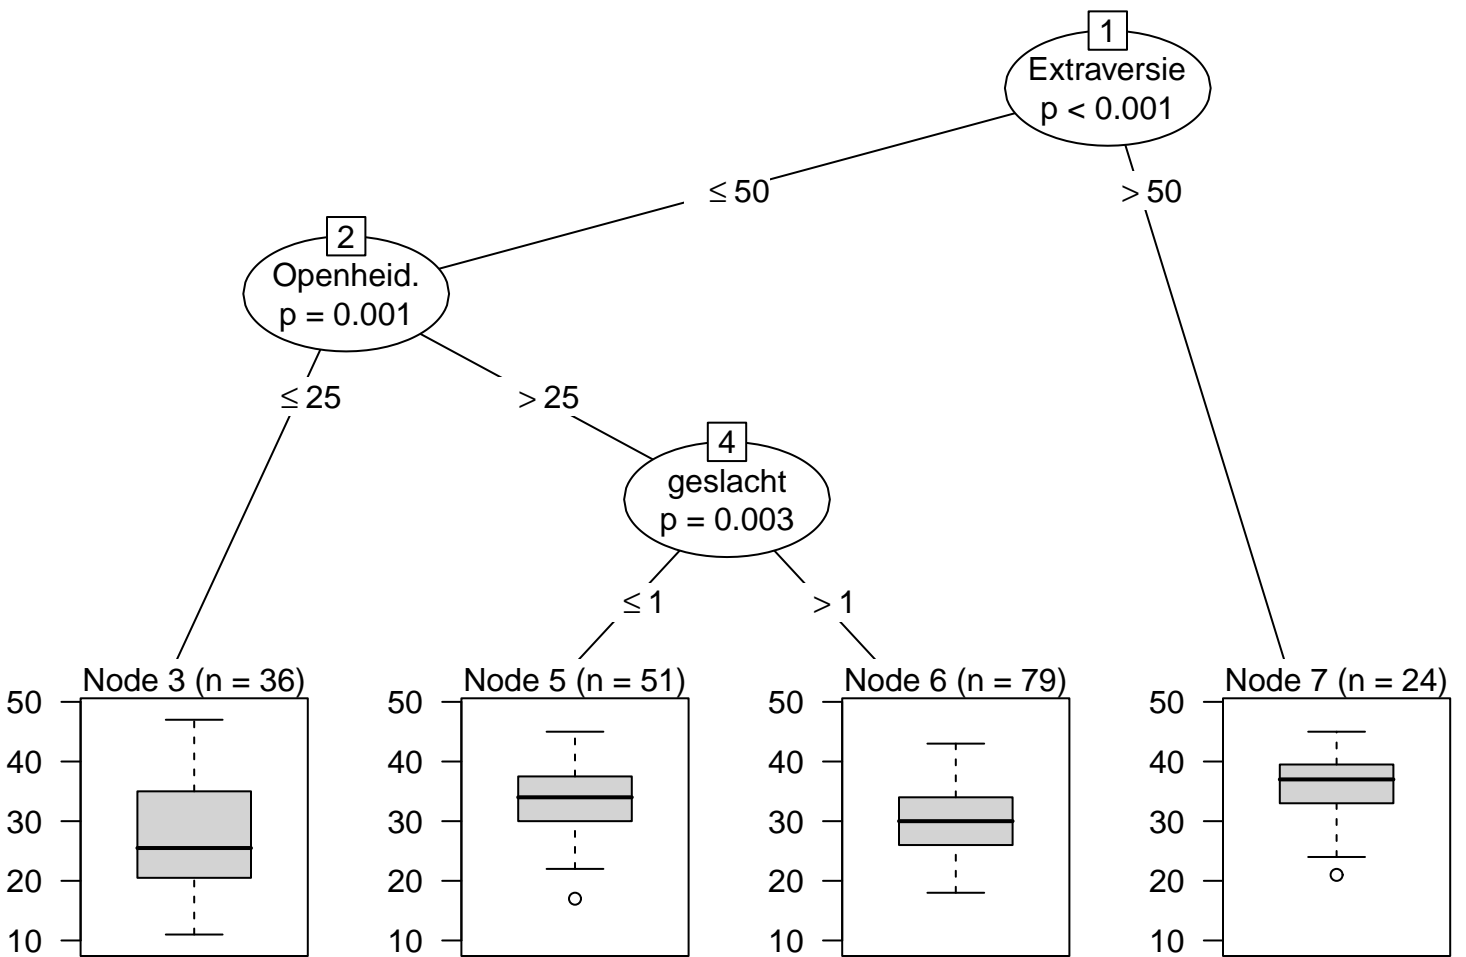 1
Extraversie
p < 0.001
≤ 50
> 50
2
Openheid.
p = 0.001
≤ 25
> 25
4
geslacht
p = 0.003
≤ 1
> 1
Node 3 (n = 36)
50
40
30
20
10
Node 5 (n = 51)
50
40
30
20
10
Node 6 (n = 79)
50
40
30
20
10
Node 7 (n = 24)
50
40
30
20
10